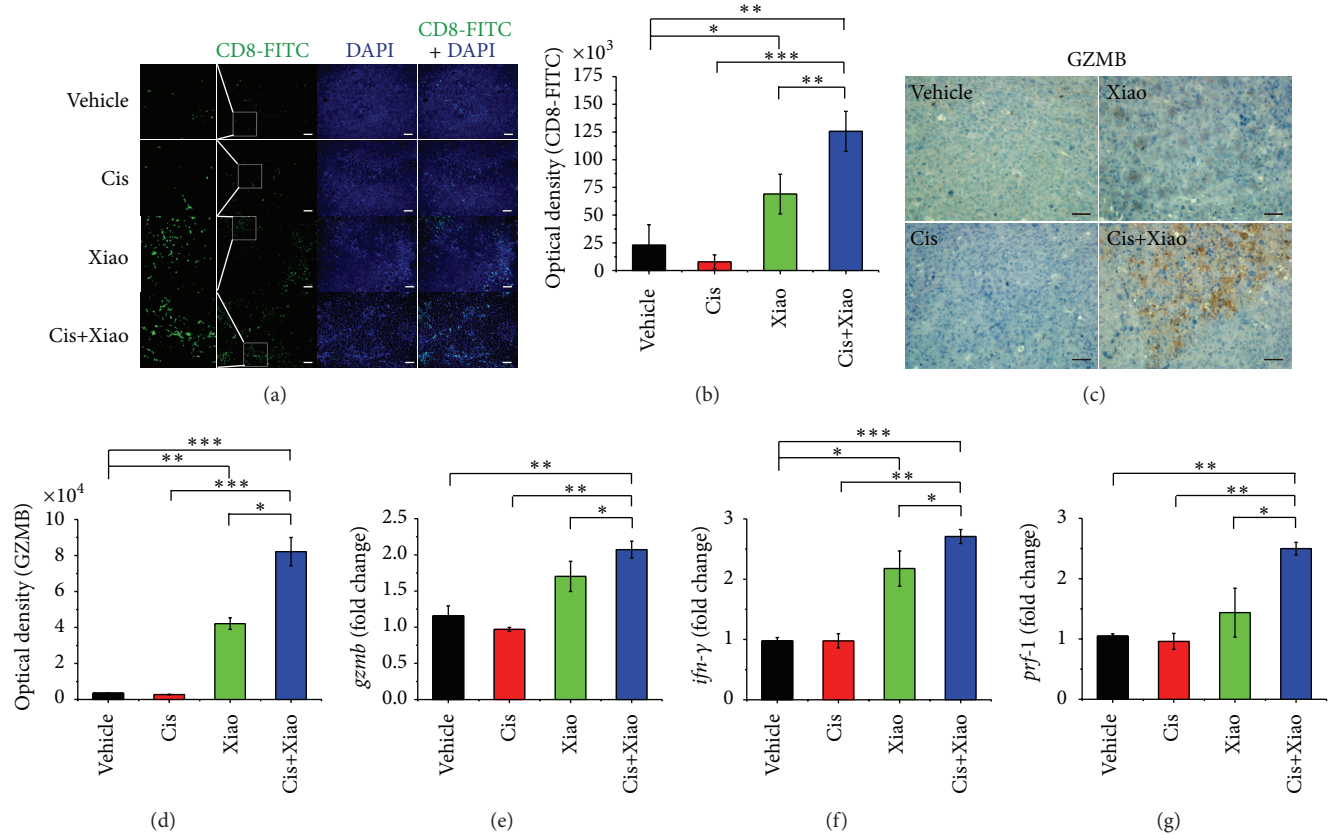 CD8-FITC
DAPI
CD8-FITC
+ DAPI
Vehicle
Cis
Xiao
Cis+Xiao
(a)
×10³
Optical density (CD8-FITC)
175
150
125
100
75
50
25
0
**
*
***
**
Vehicle
Cis
Xiao
Cis+Xiao
(b)
GZMB
Vehicle
Xiao
Cis
Cis+Xiao
(c)
×10⁴
Optical density (GZMB)
10
8
6
4
2
0
***
**
***
*
Vehicle
Cis
Xiao
Cis+Xiao
(d)
gzmb (fold change)
2.5
2.0
1.5
1.0
0.5
0.0
**
**
*
Vehicle
Cis
Xiao
Cis+Xiao
(e)
ifn-γ (fold change)
3
2
1
0
***
*
**
*
Vehicle
Cis
Xiao
Cis+Xiao
(f)
prf-1 (fold change)
3
2
1
0
**
**
*
Vehicle
Cis
Xiao
Cis+Xiao
(g)